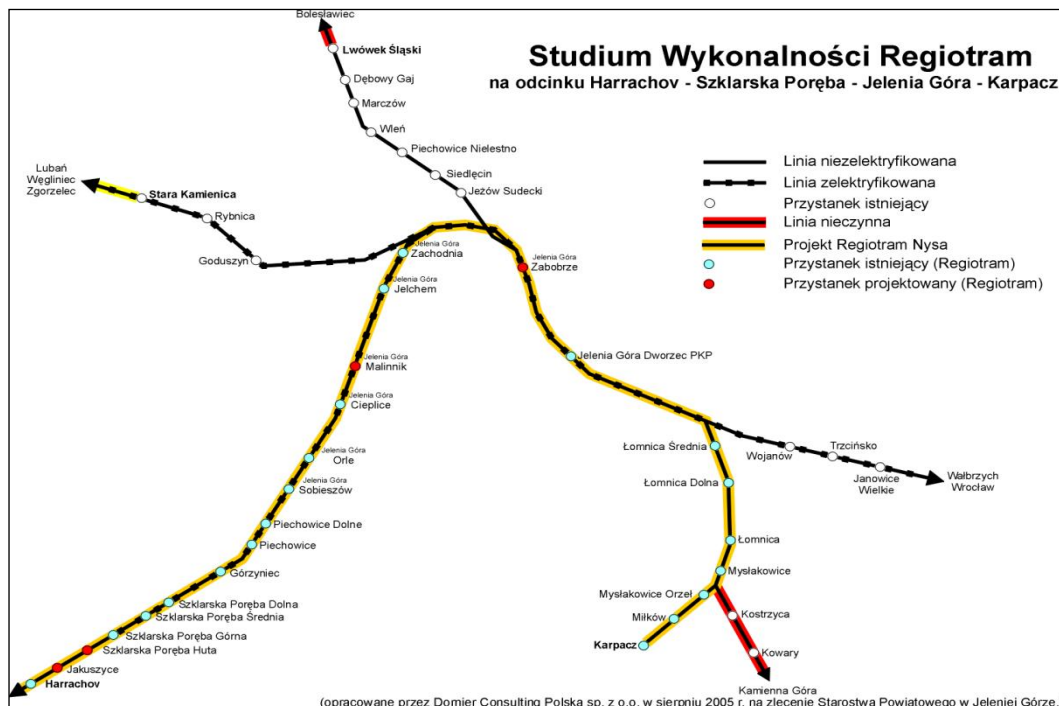 Bolesławiec
Lwówek Śląski
Studium Wykonalności Regiotram
na odcinku Harrachov - Szklarska Poręba - Jelenia Góra - Karpacz
Dębowy Gaj
Marczów
Wleń
Piechowice Nielestno
Siedlęcin
Jeżów Sudecki
Lubań
Węgliniec
Zgorzelec
Stara Kamienica
Rybnica
Goduszyn
Linia niezelektryfikowana
Linia zelektryfikowana
Przystanek istniejący
Linia nieczynna
Projekt Regiotram Nysa
Przystanek istniejący (Regiotram)
Przystanek projektowany (Regiotram)
Jelenia Góra
Zachodnia
Jelenia Góra
Zabobrze
Jelenia Góra
Jelchem
Jelenia Góra Dworzec PKP
Jelenia Góra
Malinnik
Jelenia Góra
Cieplice
Jelenia Góra
Orle
Jelenia Góra
Sobieszów
Piechowice Dolne
Piechowice
Górzyniec
Szklarska Poręba Dolna
Szklarska Poręba Średnia
Szklarska Poręba Górna
Szklarska Poręba Huta
Jakuszyce
Harrachov
Łomnica Średnia
Wojanów
Trzcińsko
Janowice
Wielkie
Wałbrzych
Wrocław
Łomnica Dolna
Łomnica
Mysłakowice
Mysłakowice Orzeł
Miłków
Karpacz
Kostrzyca
Kowary
Kamienna Góra
(opracowane przez Dornier Consulting Polska sp. z o.o. w sierpniu 2005 r. na zlecenie Starostwa Powiatowego w Jeleniej Górze